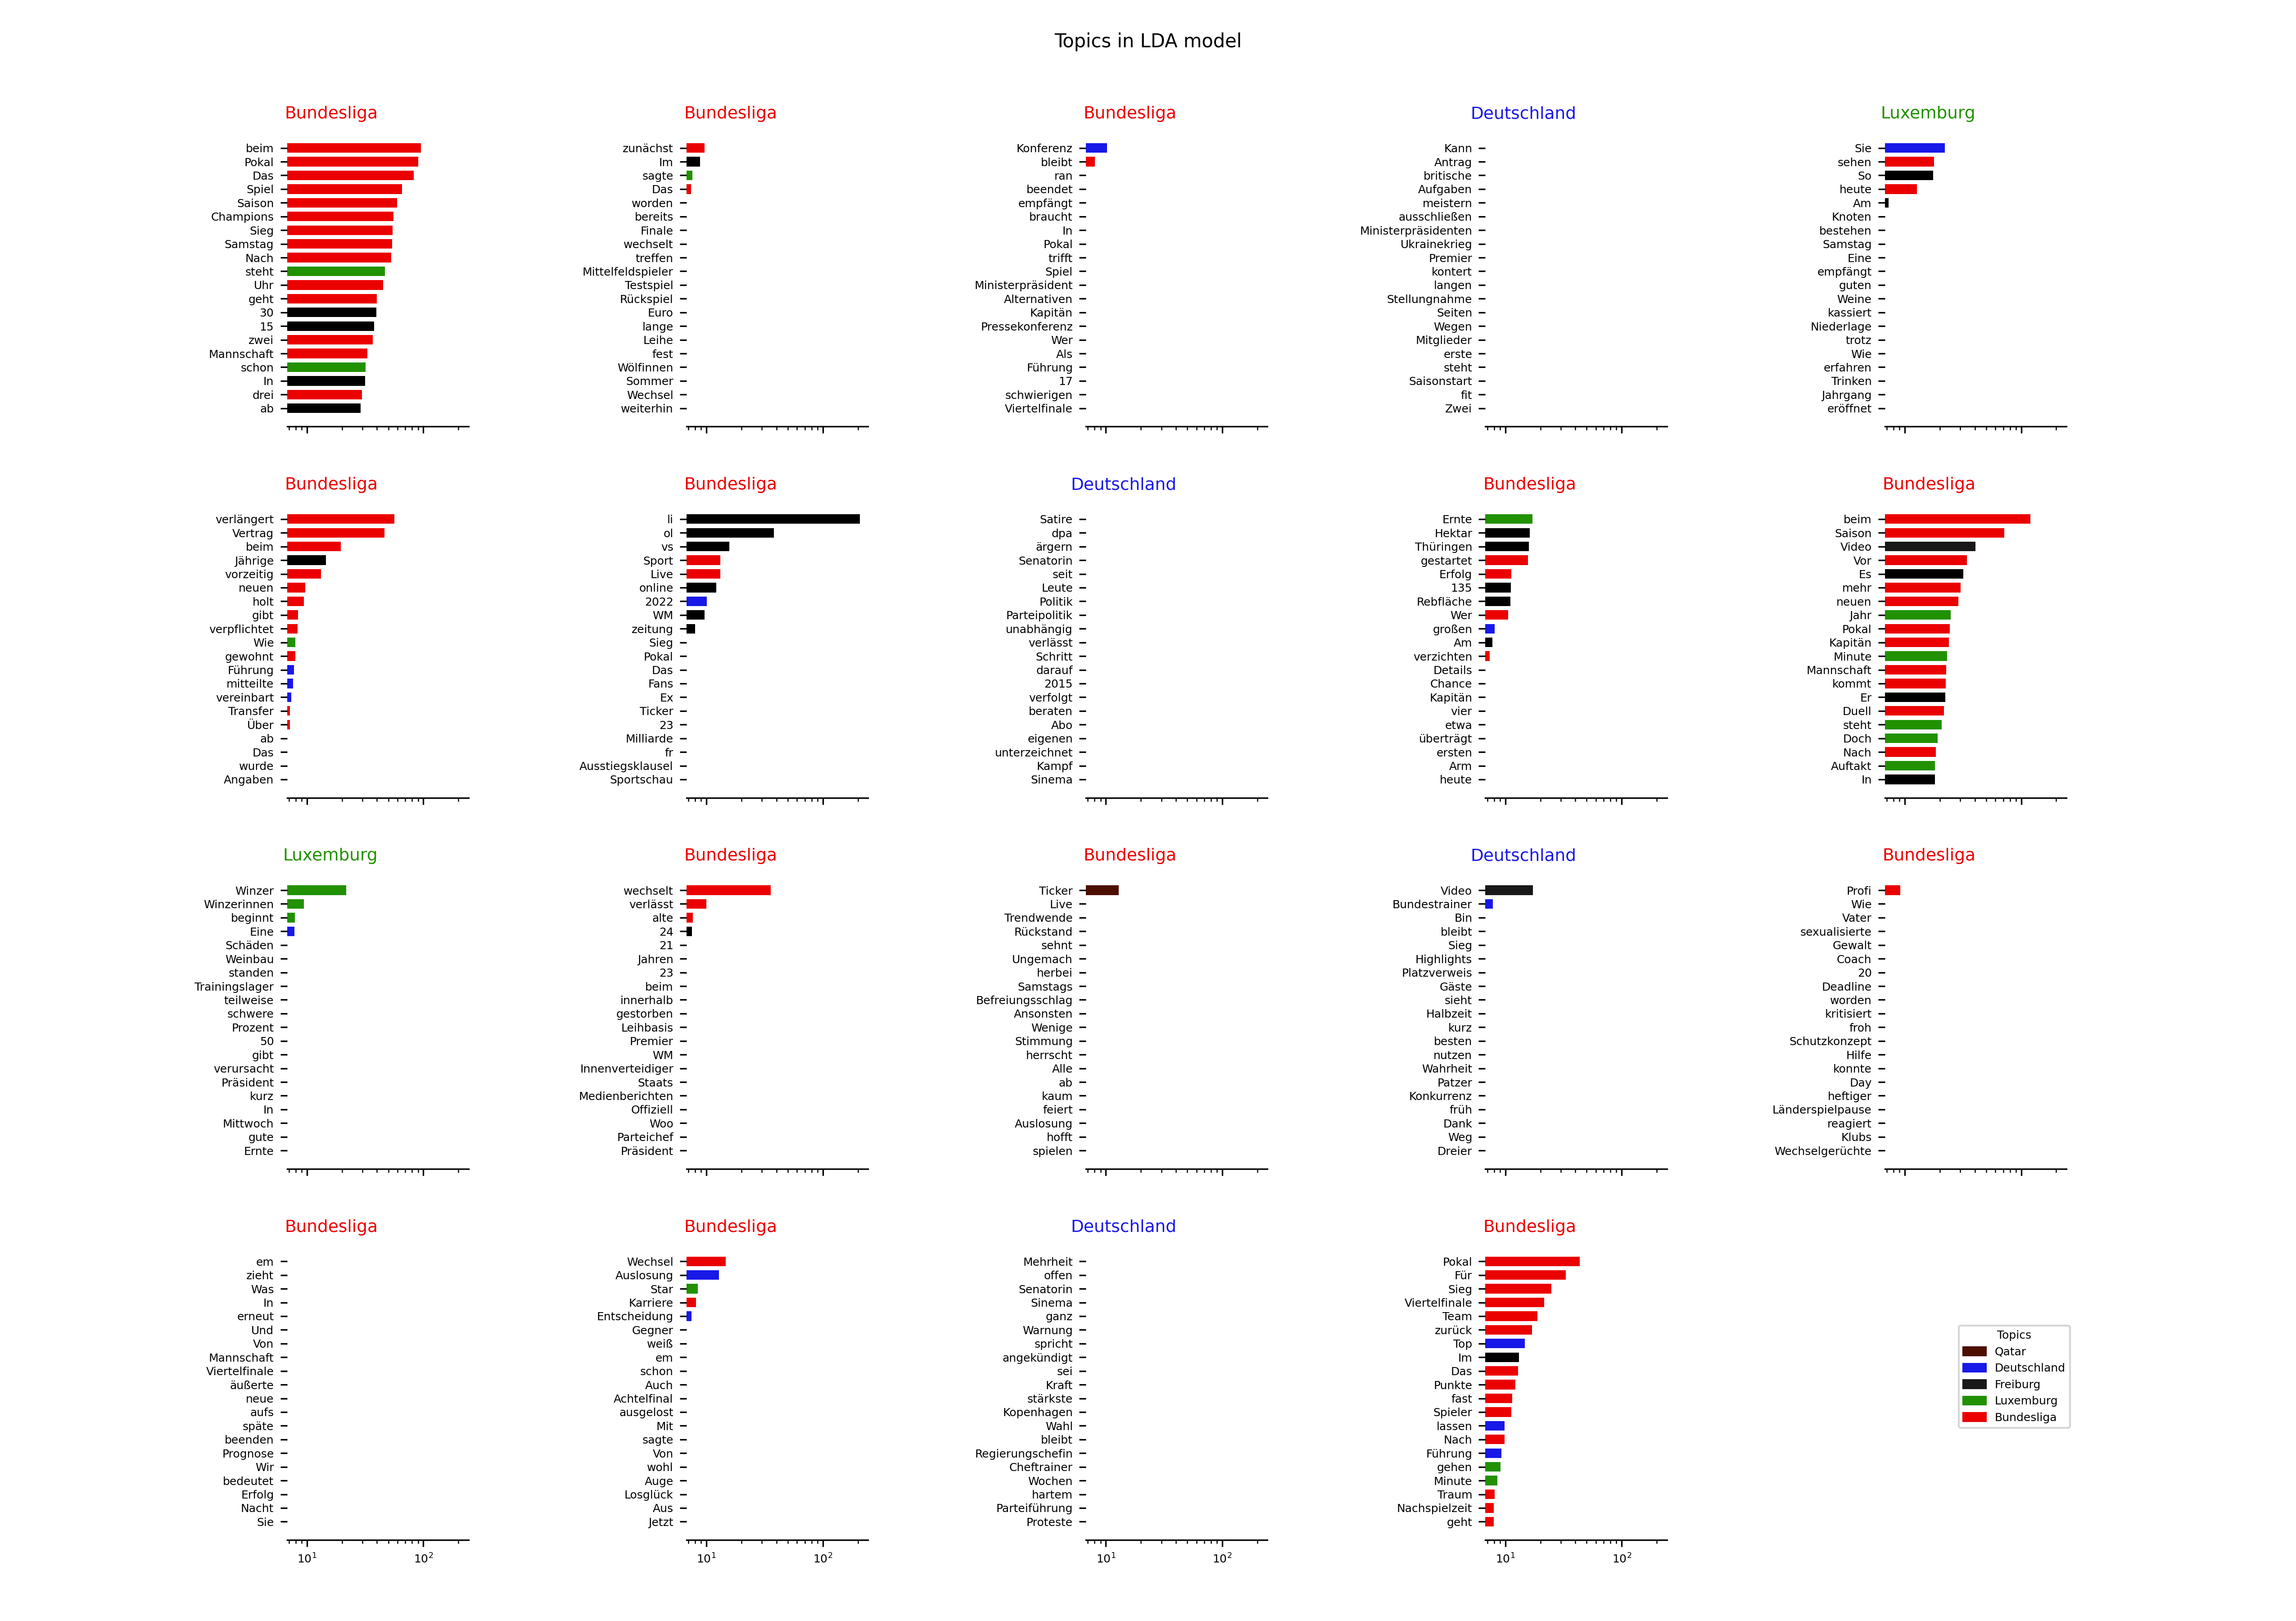 Topics in LDA model
Bundesliga
beim
Pokal
Das
Spiel
Saison
Champions
Sieg
Samstag
Nach
steht
Uhr
geht
30
15
zwei
Mannschaft
schon
In
drei
ab
Bundesliga
zunächst
Im
sagte
Das
worden
bereits
Finale
wechselt
treffen
Mittelfeldspieler
Testspiel
Rückspiel
Euro
lange
Leihe
fest
Wölfinnen
Sommer
Wechsel
weiterhin
Bundesliga
Konferenz
bleibt
ran
beendet
empfängt
braucht
In
Pokal
trifft
Spiel
Ministerpräsident
Alternativen
Kapitän
Pressekonferenz
Wer
Als
Führung
17
schwierigen
Viertelfinale
Deutschland
Kann
Antrag
britische
Aufgaben
meistern
ausschließen
Ministerpräsidenten
Ukrainekrieg
Premier
kontert
langen
Stellungnahme
Seiten
Wegen
Mitglieder
erste
steht
Saisonstart
fit
Zwei
Luxemburg
Sie
sehen
So
heute
Am
Knoten
bestehen
Samstag
Eine
empfängt
guten
Weine
kassiert
Niederlage
trotz
Wie
erfahren
Trinken
Jahrgang
eröffnet
Bundesliga
verlängert
Vertrag
beim
Jährige
vorzeitig
neuen
holt
gibt
verpflichtet
Wie
gewohnt
Führung
mitteilte
vereinbart
Transfer
Über
ab
Das
wurde
Angaben
Bundesliga
li
ol
vs
Sport
Live
online
2022
WM
zeitung
Sieg
Pokal
Das
Fans
Ex
Ticker
23
Milliarde
fr
Ausstiegsklausel
Sportschau
Deutschland
Satire
dpa
ärgern
Senatorin
seit
Leute
Politik
Parteipolitik
unabhängig
verlässt
Schritt
darauf
2015
verfolgt
beraten
Abo
eigenen
unterzeichnet
Kampf
Sinema
Bundesliga
Ernte
Hektar
Thüringen
gestartet
Erfolg
135
Rebfläche
Wer
großen
Am
verzichten
Details
Chance
Kapitän
vier
etwa
überträgt
ersten
Arm
heute
Bundesliga
beim
Saison
Video
Vor
Es
mehr
neuen
Jahr
Pokal
Kapitän
Minute
Mannschaft
kommt
Er
Duell
steht
Doch
Nach
Auftakt
In
Luxemburg
Winzer
Winzerinnen
beginnt
Eine
Schäden
Weinbau
standen
Trainingslager
teilweise
schwere
Prozent
50
gibt
verursacht
Präsident
kurz
In
Mittwoch
gute
Ernte
Bundesliga
wechselt
verlässt
alte
24
21
Jahren
23
beim
innerhalb
gestorben
Leihbasis
Premier
WM
Innenverteidiger
Staats
Medienberichten
Offiziell
Woo
Parteichef
Präsident
Bundesliga
Ticker
Live
Trendwende
Rückstand
sehnt
Ungemach
herbei
Samstags
Befreiungsschlag
Ansonsten
Wenige
Stimmung
herrscht
Alle
ab
kaum
feiert
Auslosung
hofft
spielen
Deutschland
Video
Bundestrainer
Bin
bleibt
Sieg
Highlights
Platzverweis
Gäste
sieht
Halbzeit
kurz
besten
nutzen
Wahrheit
Patzer
Konkurrenz
früh
Dank
Weg
Dreier
Bundesliga
Profi
Wie
Vater
sexualisierte
Gewalt
Coach
20
Deadline
worden
kritisiert
froh
Schutzkonzept
Hilfe
konnte
Day
heftiger
Länderspielpause
reagiert
Klubs
Wechselgerüchte
Bundesliga
em
zieht
Was
In
erneut
Und
Von
Mannschaft
Viertelfinale
äußerte
neue
aufs
späte
beenden
Prognose
Wir
bedeutet
Erfolg
Nacht
Sie
10¹ 10²
Bundesliga
Wechsel
Auslosung
Star
Karriere
Entscheidung
Gegner
weiß
em
schon
Auch
Achtelfinal
ausgelost
Mit
sagte
Von
wohl
Auge
Losglück
Aus
Jetzt
10¹ 10²
Deutschland
Mehrheit
offen
Senatorin
Sinema
ganz
Warnung
spricht
angekündigt
sei
Kraft
stärkste
Kopenhagen
Wahl
bleibt
Regierungschefin
Cheftrainer
Wochen
hartem
Parteiführung
Proteste
10¹ 10²
Bundesliga
Pokal
Für
Sieg
Viertelfinale
Team
zurück
Top
Im
Das
Punkte
fast
Spieler
lassen
Nach
Führung
gehen
Minute
Traum
Nachspielzeit
geht
10¹ 10²
Topics
Qatar
Deutschland
Freiburg
Luxemburg
Bundesliga